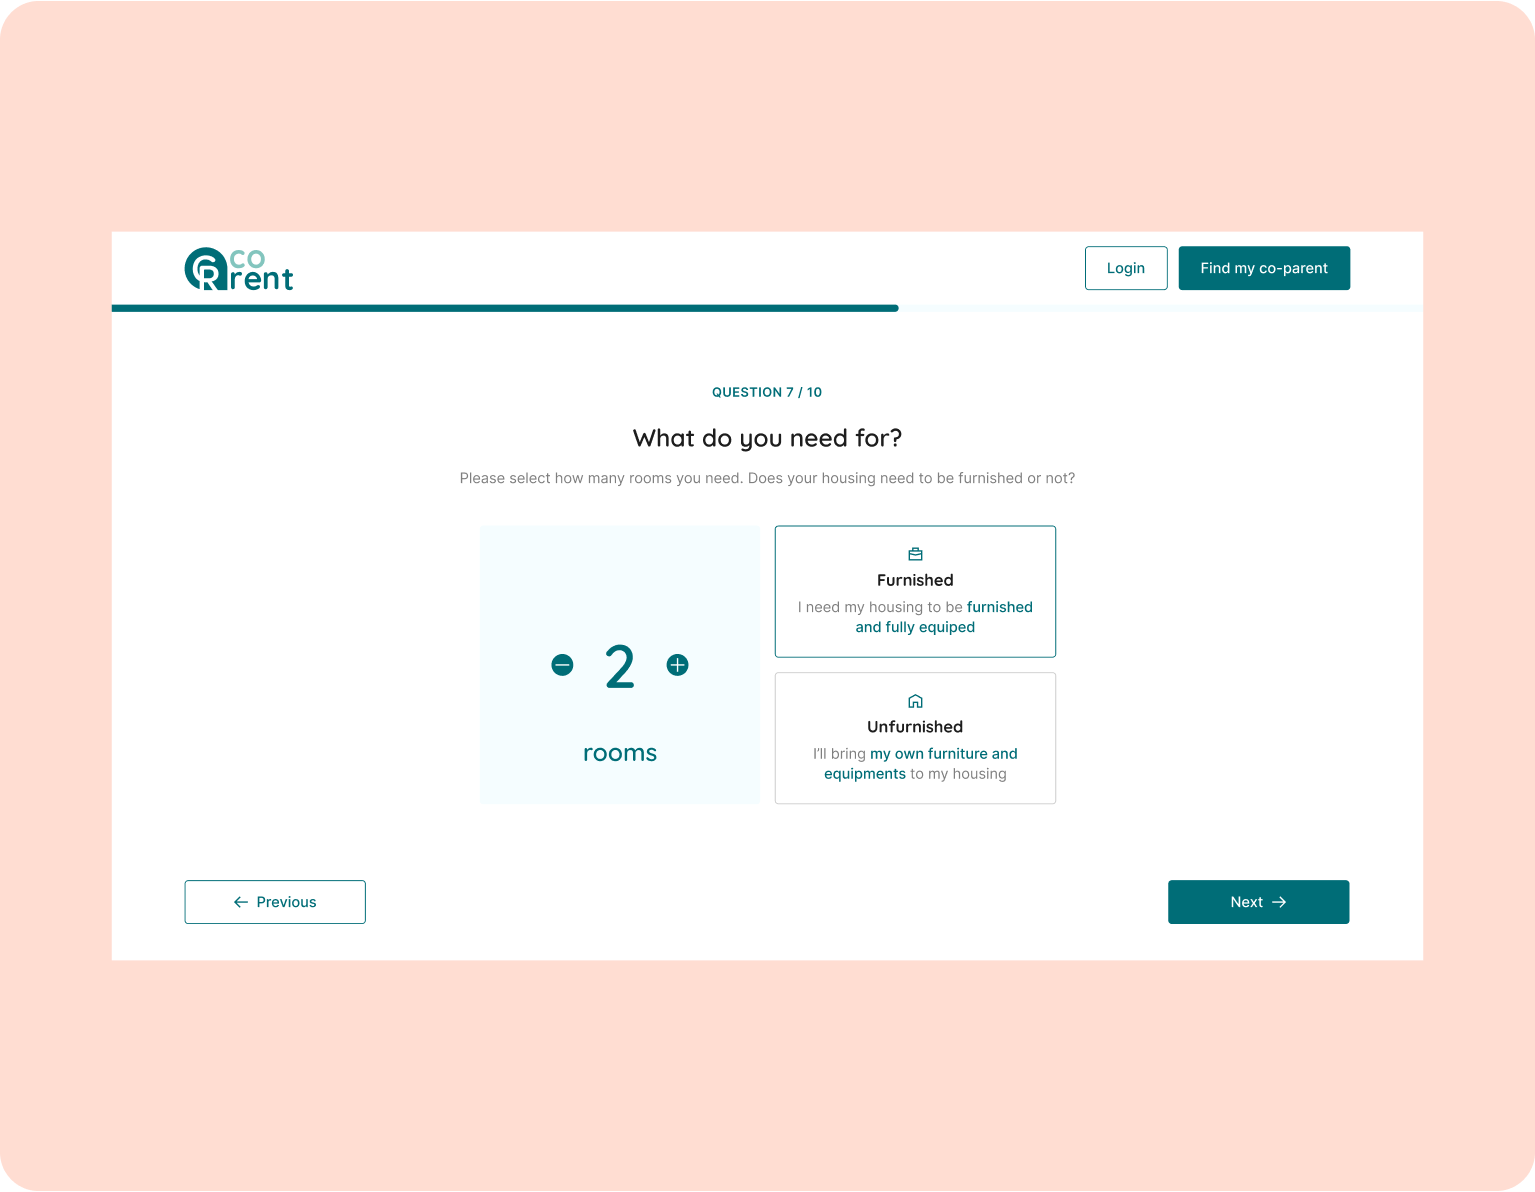 co
rent
Login
Find my co-parent
QUESTION 7 / 10
What do you need for?
Please select how many rooms you need. Does your housing need to be furnished or not?
2
rooms
Furnished
I need my housing to be furnished
and fully equiped
Unfurnished
I'll bring my own furniture and
equipments to my housing
← Previous
Next →